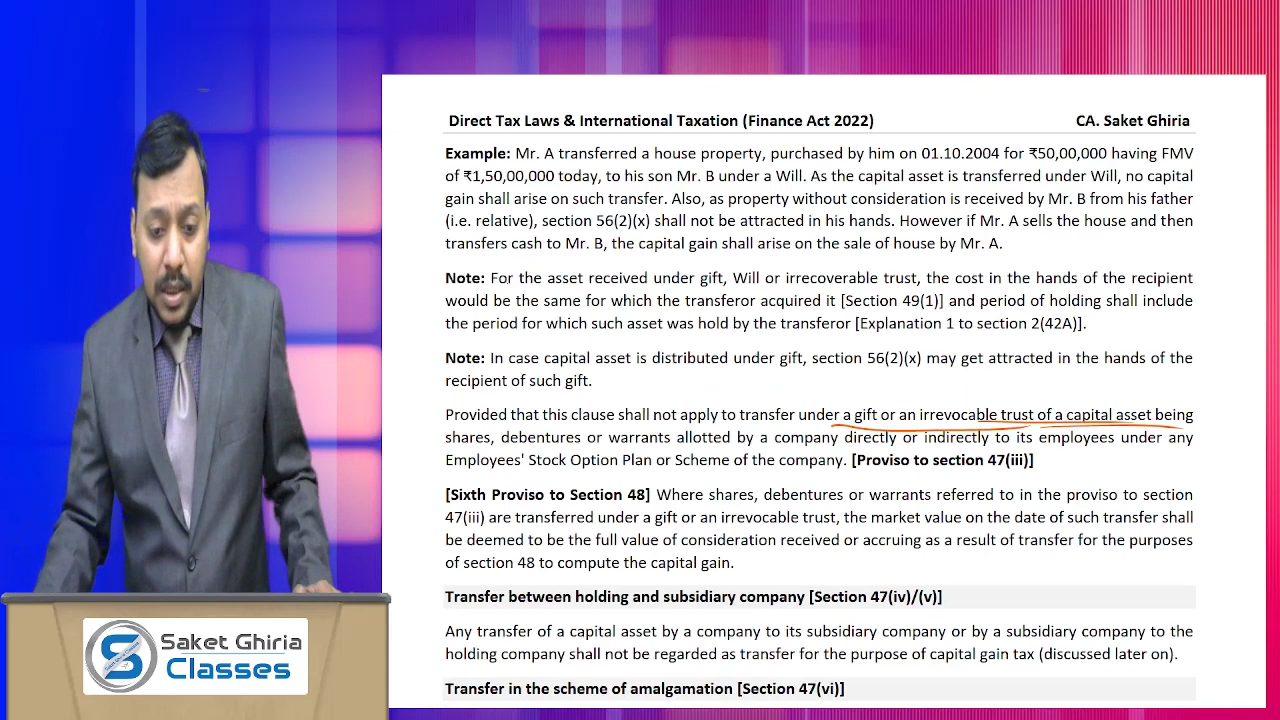 Direct Tax Laws & International Taxation (Finance Act 2022) CA. Saket Ghiria
Example: Mr. A transferred a house property, purchased by him on 01.10.2004 for ₹50,00,000 having FMV
of ₹1,50,00,000 today, to his son Mr. B under a Will. As the capital asset is transferred under Will, no capital
gain shall arise on such transfer. Also, as property without consideration is received by Mr. B from his father
(i.e. relative), section 56(2)(x) shall not be attracted in his hands. However if Mr. A sells the house and then
transfers cash to Mr. B, the capital gain shall arise on the sale of house by Mr. A.
Note: For the asset received under gift, Will or irrecoverable trust, the cost in the hands of the recipient
would be the same for which the transferor acquired it [Section 49(1)] and period of holding shall include
the period for which such asset was hold by the transferor [Explanation 1 to section 2(42A)].
Note: In case capital asset is distributed under gift, section 56(2)(x) may get attracted in the hands of the
recipient of such gift.
Provided that this clause shall not apply to transfer under a gift or an irrevocable trust of a capital asset being
shares, debentures or warrants allotted by a company directly or indirectly to its employees under any
Employees' Stock Option Plan or Scheme of the company. [Proviso to section 47(iii)]
[Sixth Proviso to Section 48] Where shares, debentures or warrants referred to in the proviso to section
47(iii) are transferred under a gift or an irrevocable trust, the market value on the date of such transfer shall
be deemed to be the full value of consideration received or accruing as a result of transfer for the purposes
of section 48 to compute the capital gain.
Transfer between holding and subsidiary company [Section 47(iv)/(v)]
Any transfer of a capital asset by a company to its subsidiary company or by a subsidiary company to the
holding company shall not be regarded as transfer for the purpose of capital gain tax (discussed later on).
Transfer in the scheme of amalgamation [Section 47(vi)]
Saket Ghiria
Classes